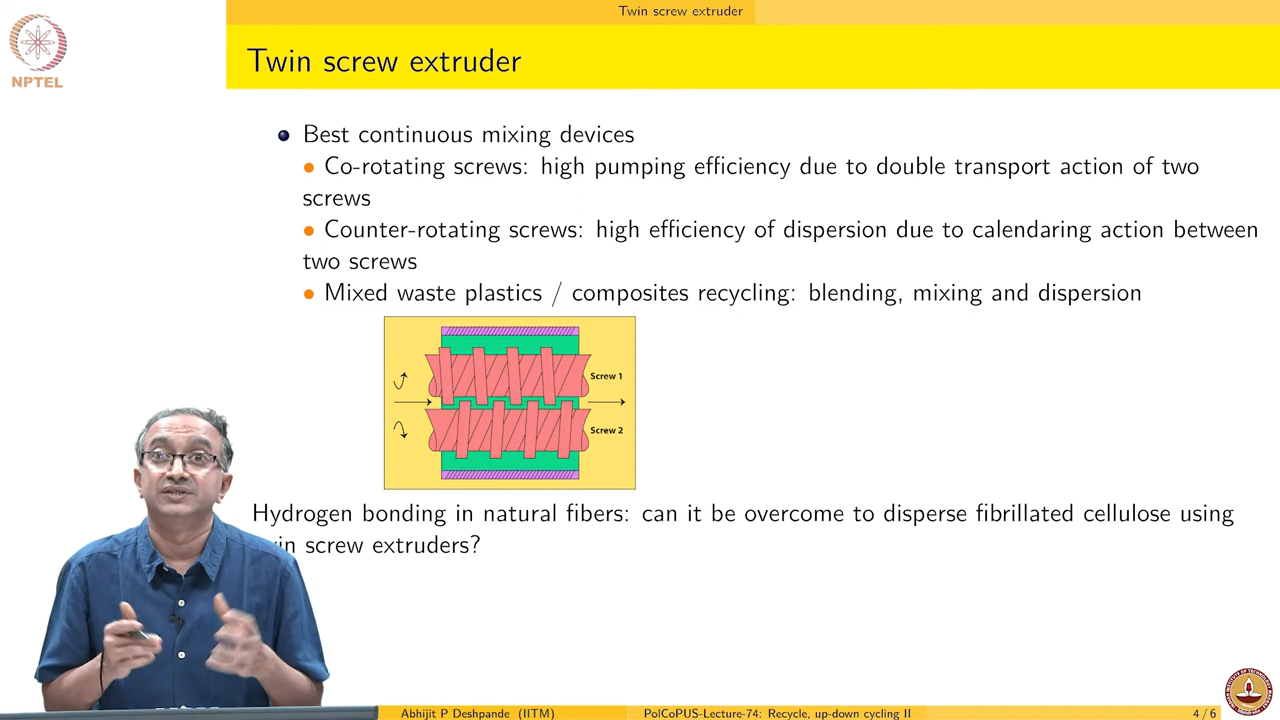 Twin screw extruder
NPTEL
Twin screw extruder
Best continuous mixing devices
Co-rotating screws: high pumping efficiency due to double transport action of two
screws
Counter-rotating screws: high efficiency of dispersion due to calendaring action between
two screws
Mixed waste plastics / composites recycling: blending, mixing and dispersion
Screw 1
Screw 2
Hydrogen bonding in natural fibers: can it be overcome to disperse fibrillated cellulose using
screw extruders?
Abhijit P Deshpande (IITM) PolCoPUS-Lecture-74: Recycle, up-down cycling II 4 / 6